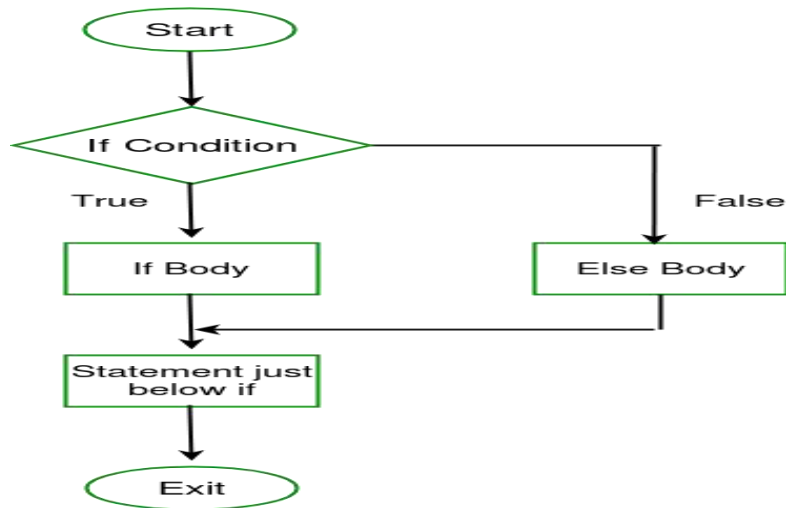 Start
If Condition
True
False
If Body
Else Body
Statement just
below if
Exit